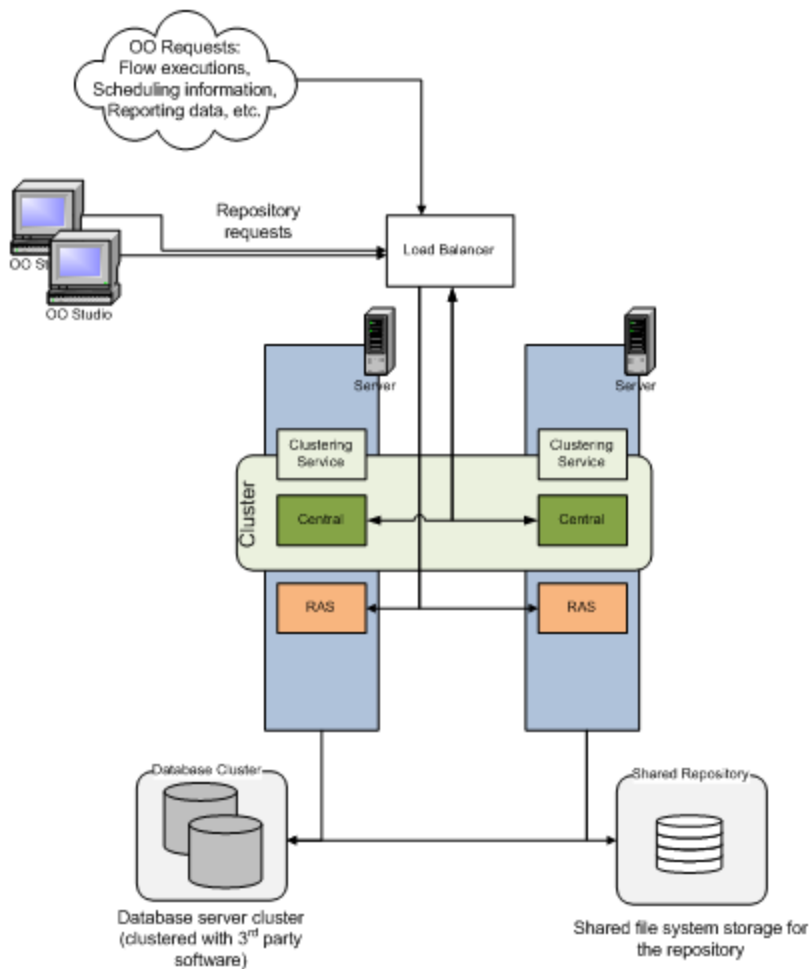 OO Requests:
Flow executions,
Scheduling information,
Reporting data, etc.
Repository
requests
Load Balancer
OO St
OO Studio
Server
Server
Clustering
Service
Clustering
Service
Cluster
Central
Central
RAS
RAS
Database Cluster
Shared Repository
Database server cluster
(clustered with 3rd party
software)
Shared file system storage for
the repository